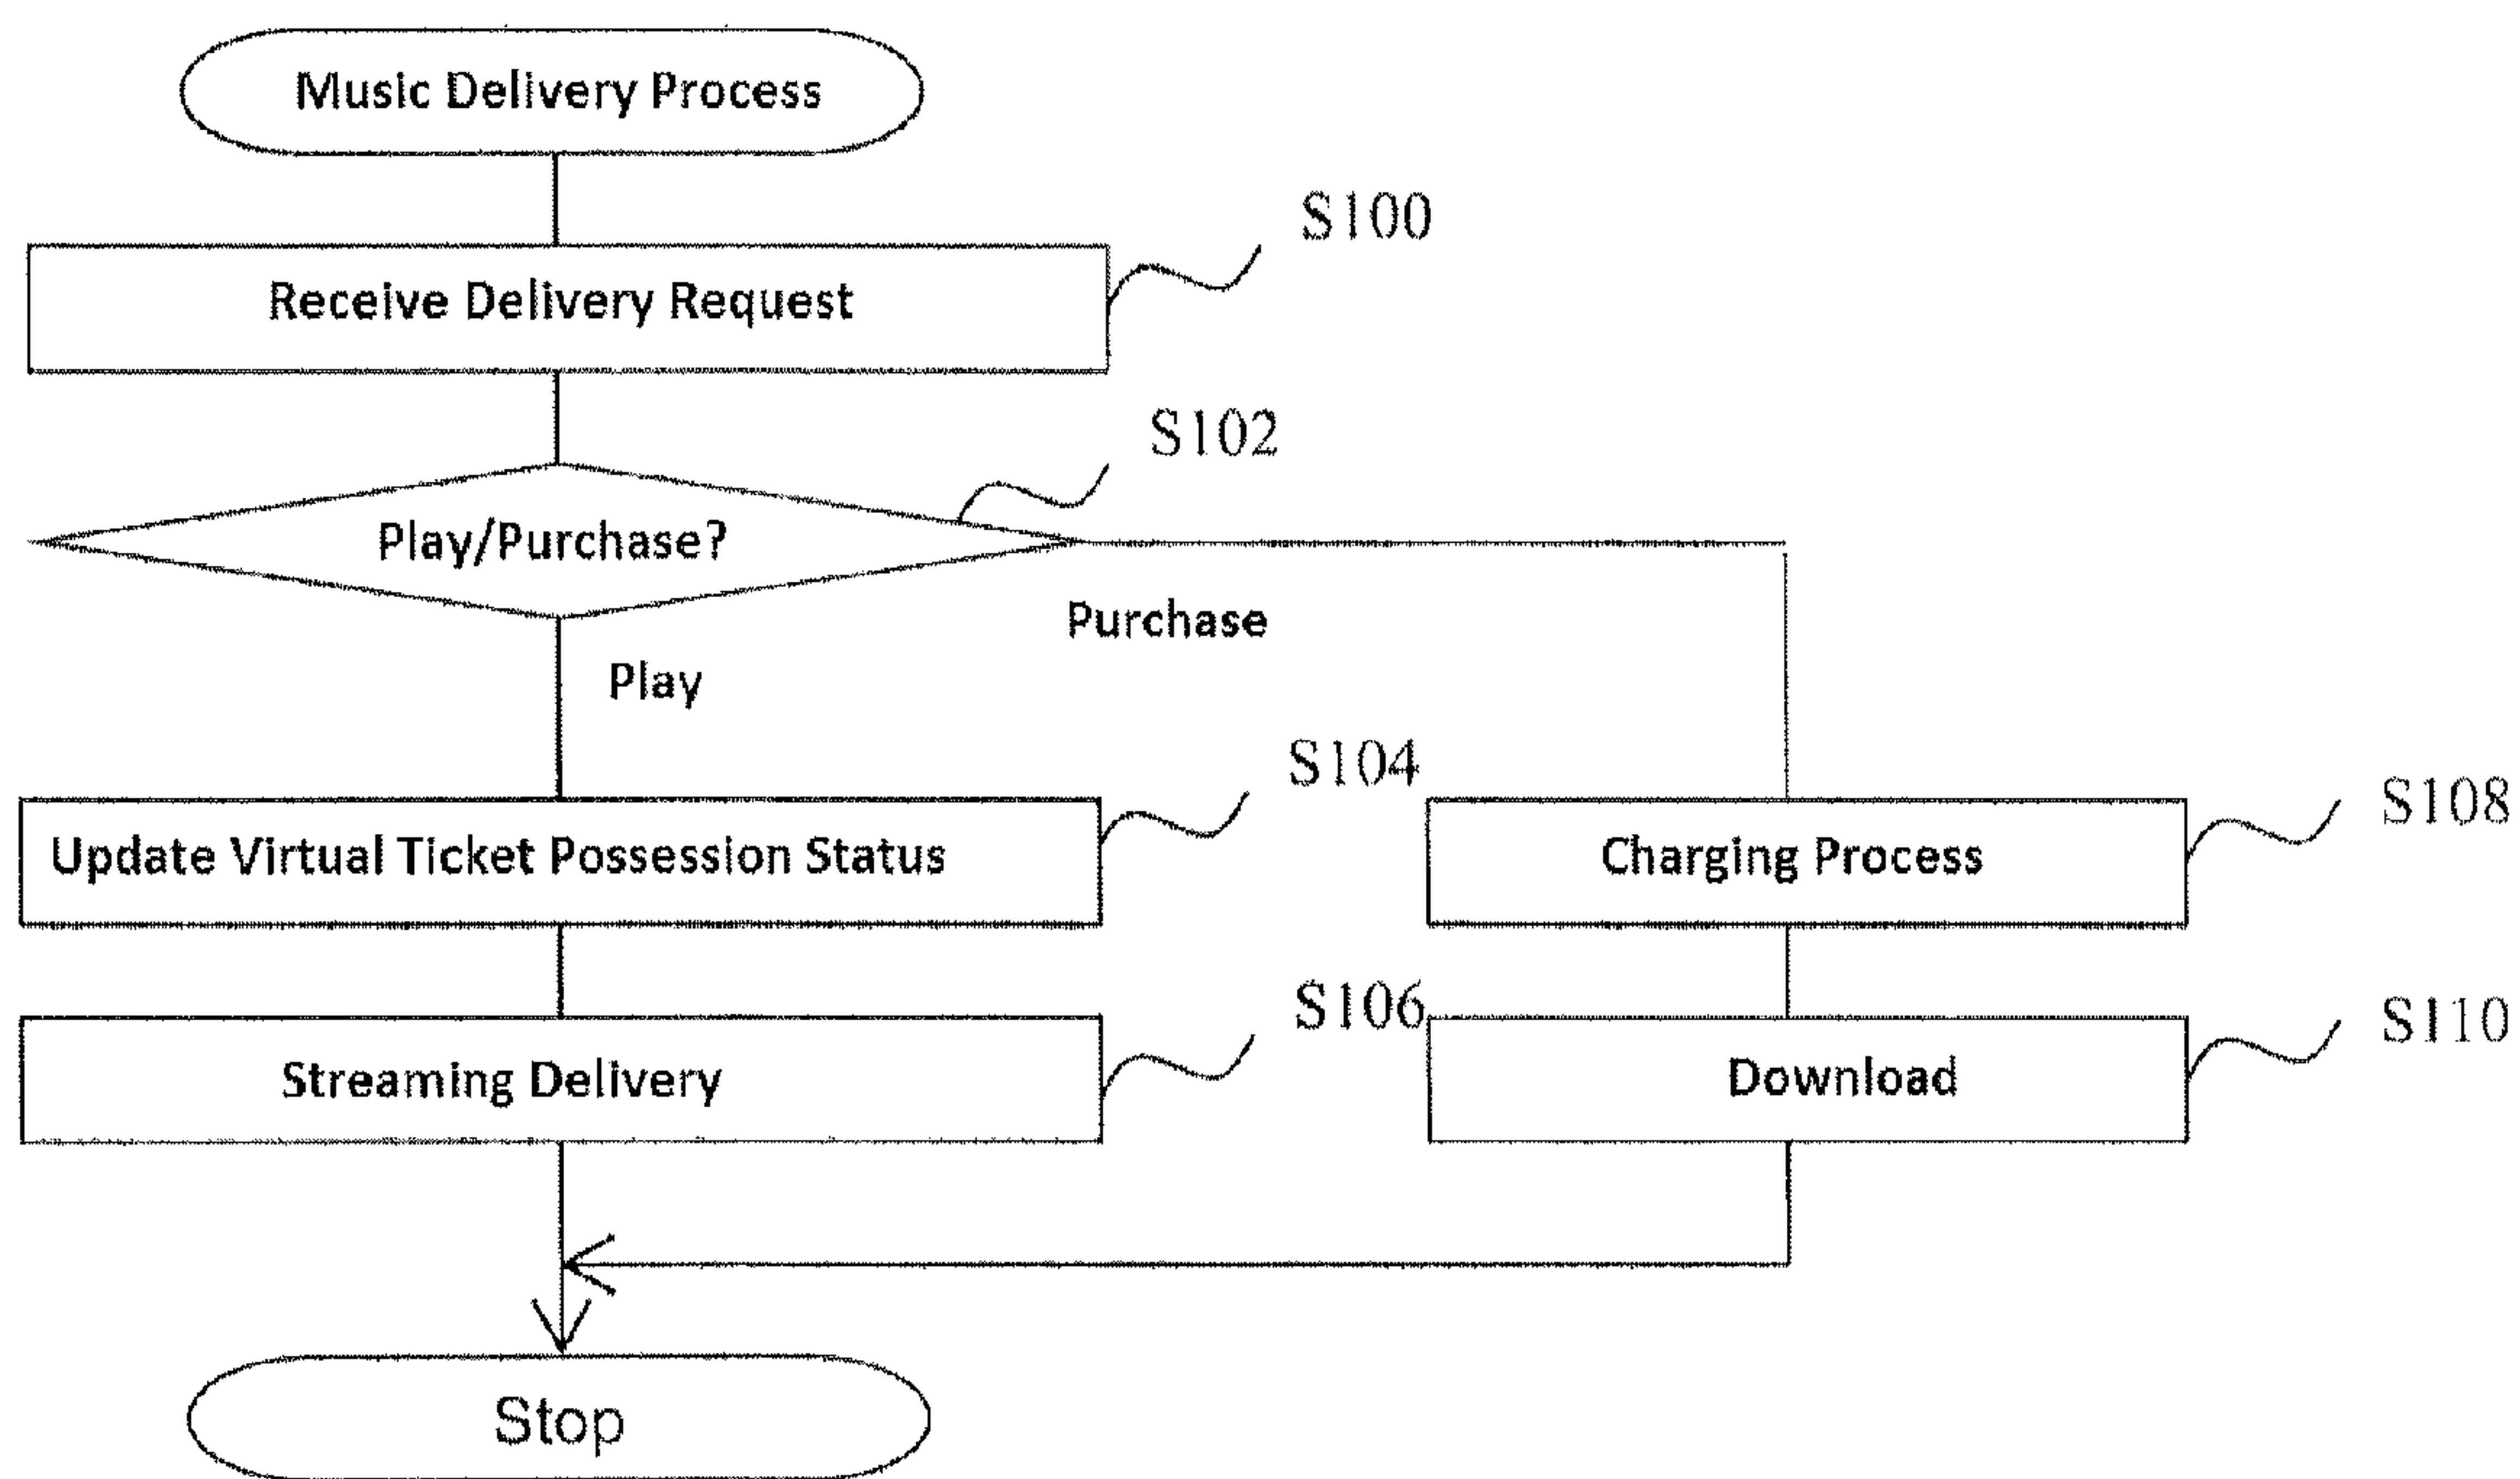 Music Delivery Process
S100
Receive Delivery Request
S102
Play/Purchase?
Purchase
Play
S104
Update Virtual Ticket Possession Status
S108
Charging Process
S106
Streaming Delivery
S110
Download
Stop